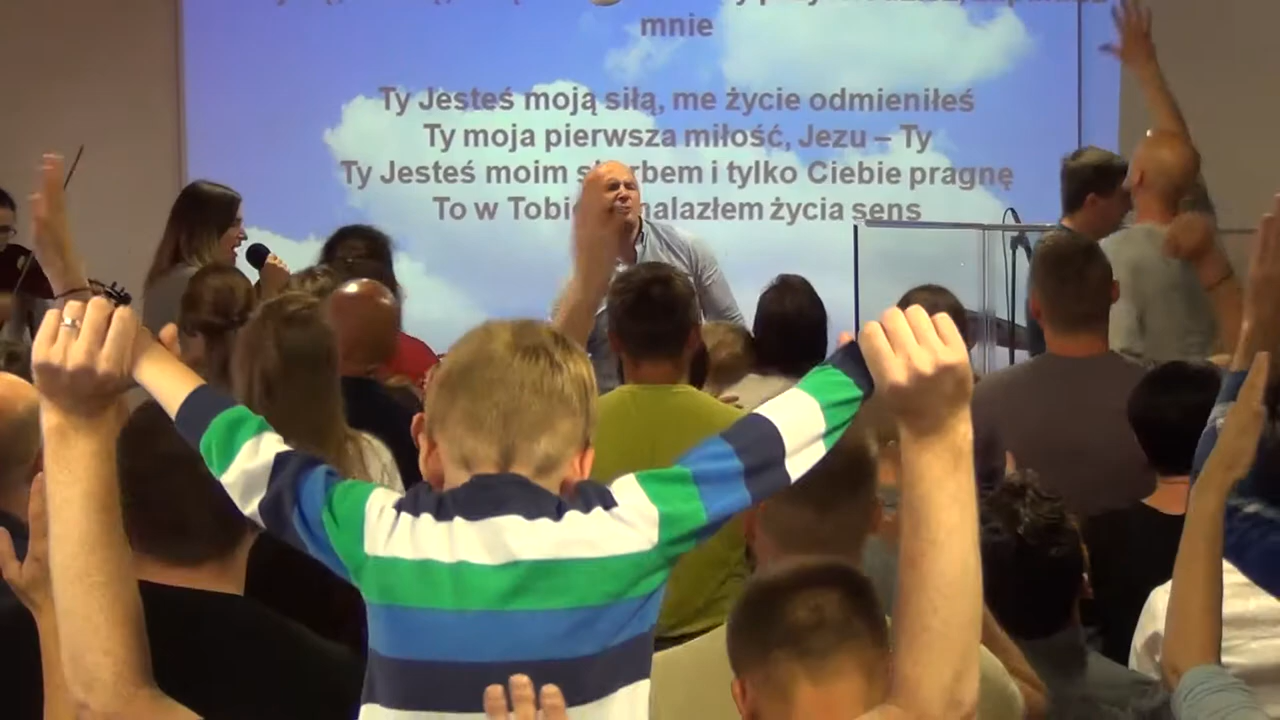 mnie
Ty Jesteś moją siłą, me życie odmieniłeś
Ty moja pierwsza miłość, Jezu – Ty
Ty Jesteś moim skarbem i tylko Ciebie pragnę
To w Tobie znalazłem życia sens